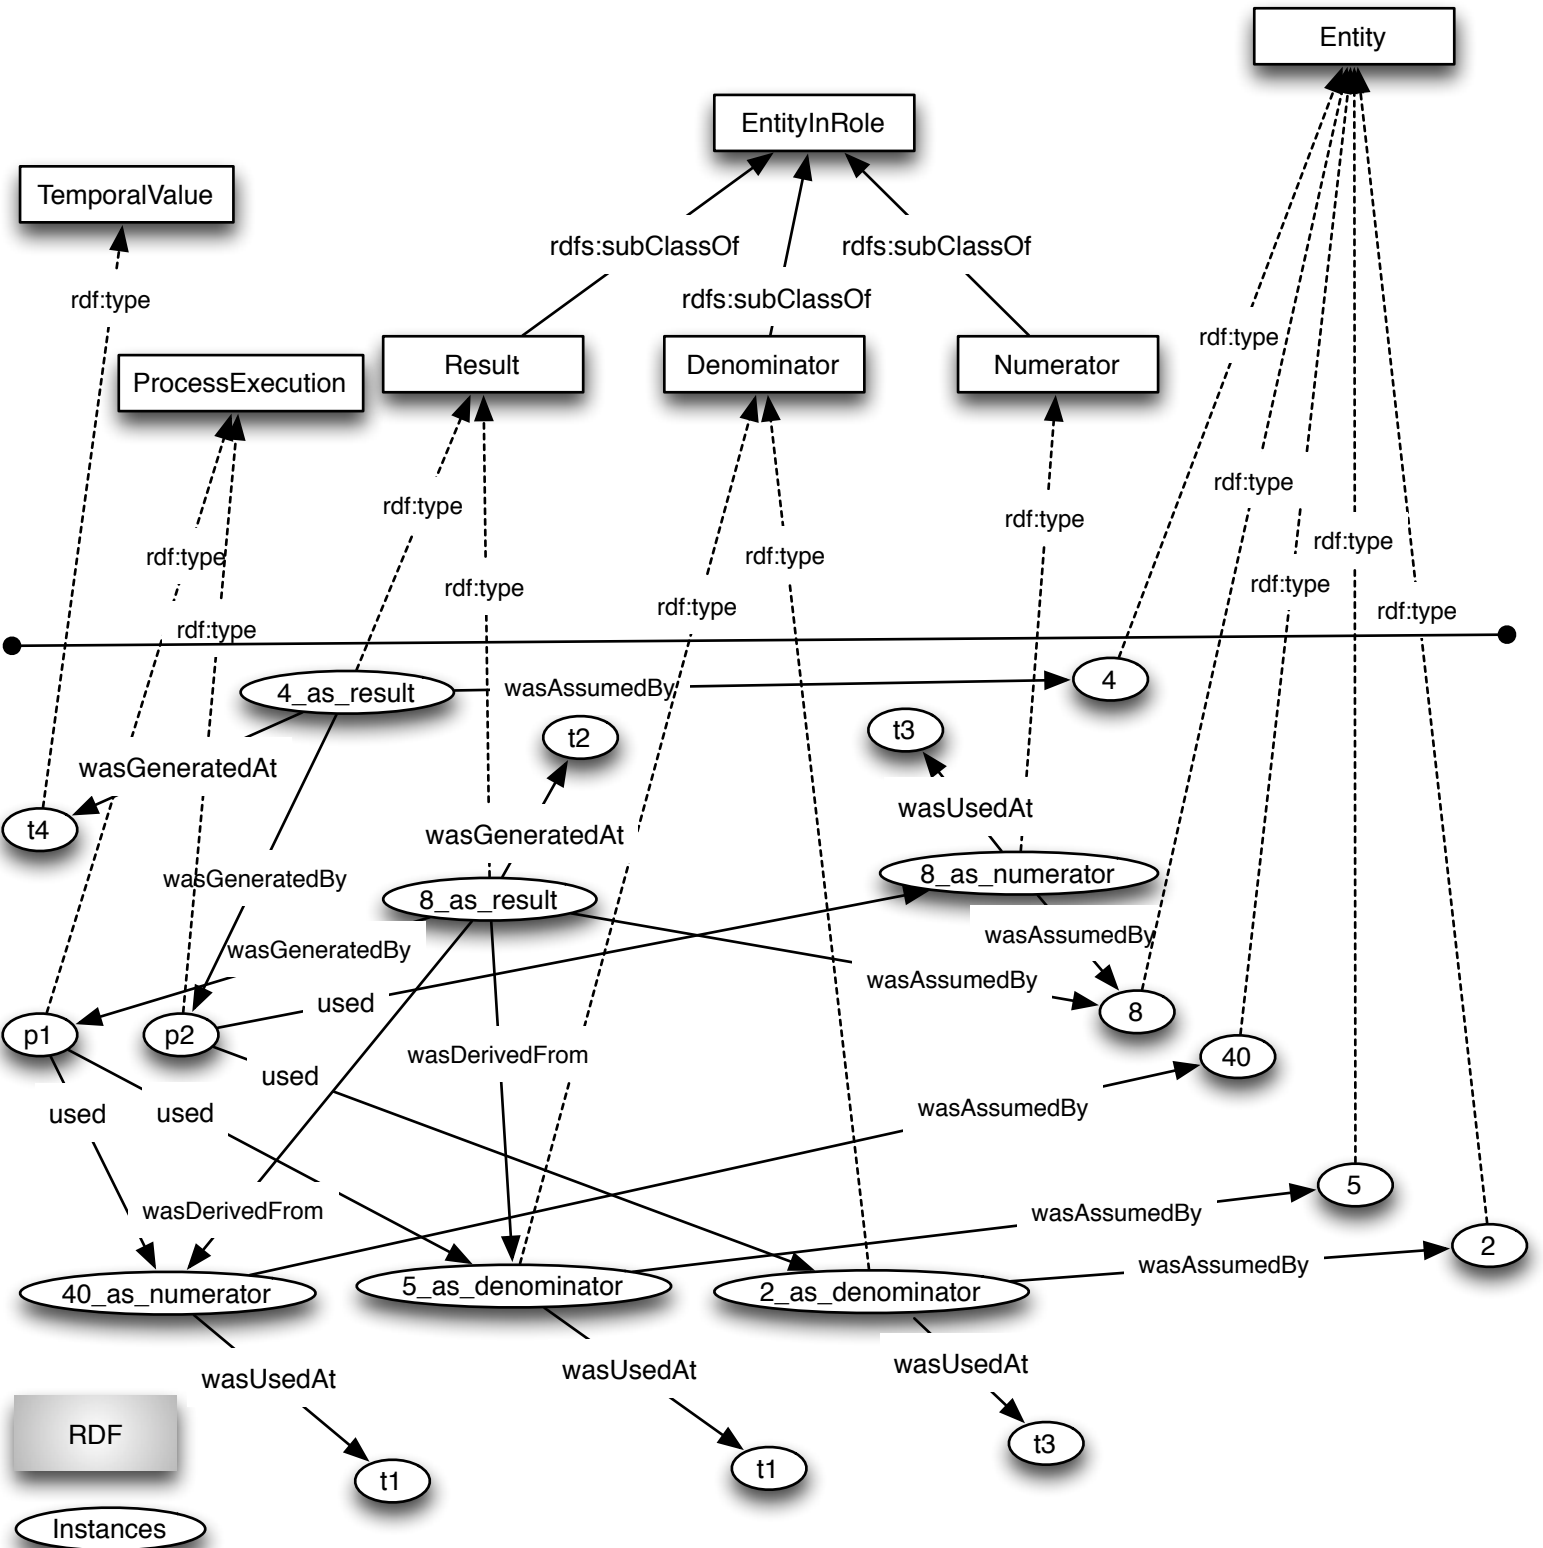 Entity
EntityInRole
TemporalValue
rdfs:subClassOf
rdfs:subClassOf
rdf:type
rdfs:subClassOf
rdf:type
Result
Denominator
Numerator
ProcessExecution
rdf:type
rdf:type
rdf:type
rdf:type
rdf:type
rdf:type
rdf:type
rdf:type
rdf:type
rdf:type
rdf:type
rdf:type
4_as_result
wasAssumedBy
4
t2
t3
wasGeneratedAt
wasUsedAt
t4
wasGeneratedAt
wasGeneratedBy
8_as_numerator
8_as_result
wasAssumedBy
wasGeneratedBy
wasAssumedBy
used
8
p1
p2
wasDerivedFrom
40
used
used
used
wasAssumedBy
5
wasDerivedFrom
wasAssumedBy
2
wasAssumedBy
40_as_numerator
5_as_denominator
2_as_denominator
wasUsedAt
wasUsedAt
wasUsedAt
RDF
t3
t1
t1
Instances